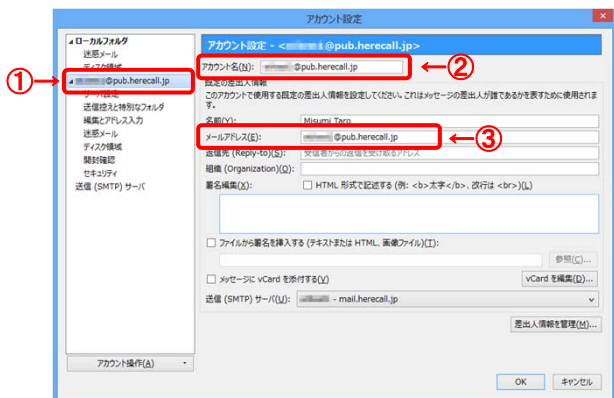 アカウント設定
ローカルフォルダ
迷惑メール
ディスク領域
@pub.herecall.jp
サーバ設定
送信控えと特別なフォルダ
編集とアドレス入力
迷惑メール
ディスク領域
開封確認
セキュリティ
送信 (SMTP) サーバ
アカウント操作(A)
アカウント設定 - <
@pub.herecall.jp>
アカウント名(N):
@pub.herecall.jp
既定の差出人情報
このアカウントで使用する既定の差出人情報を設定してください。これはメッセージの差出人が誰であるかを表すために使用されま
す。
名前(Y):
Misumi Taro
メールアドレス(E):
@pub.herecall.jp
返信先 (Reply-to)(S):
受信者からの返信を受け取るアドレス
組織 (Organization)(O):
署名編集(X):
HTML 形式で記述する (例: <b>太字</b>、改行は <br>)(L)
ファイルから署名を挿入する (テキストまたは HTML、画像ファイル)(T):
参照(C)...
メッセージに vCard を添付する(V)
vCard を編集(D)...
送信 (SMTP) サーバ(U):
- mail.herecall.jp
差出人情報を管理(M)...
OK
キャンセル
①
②
③